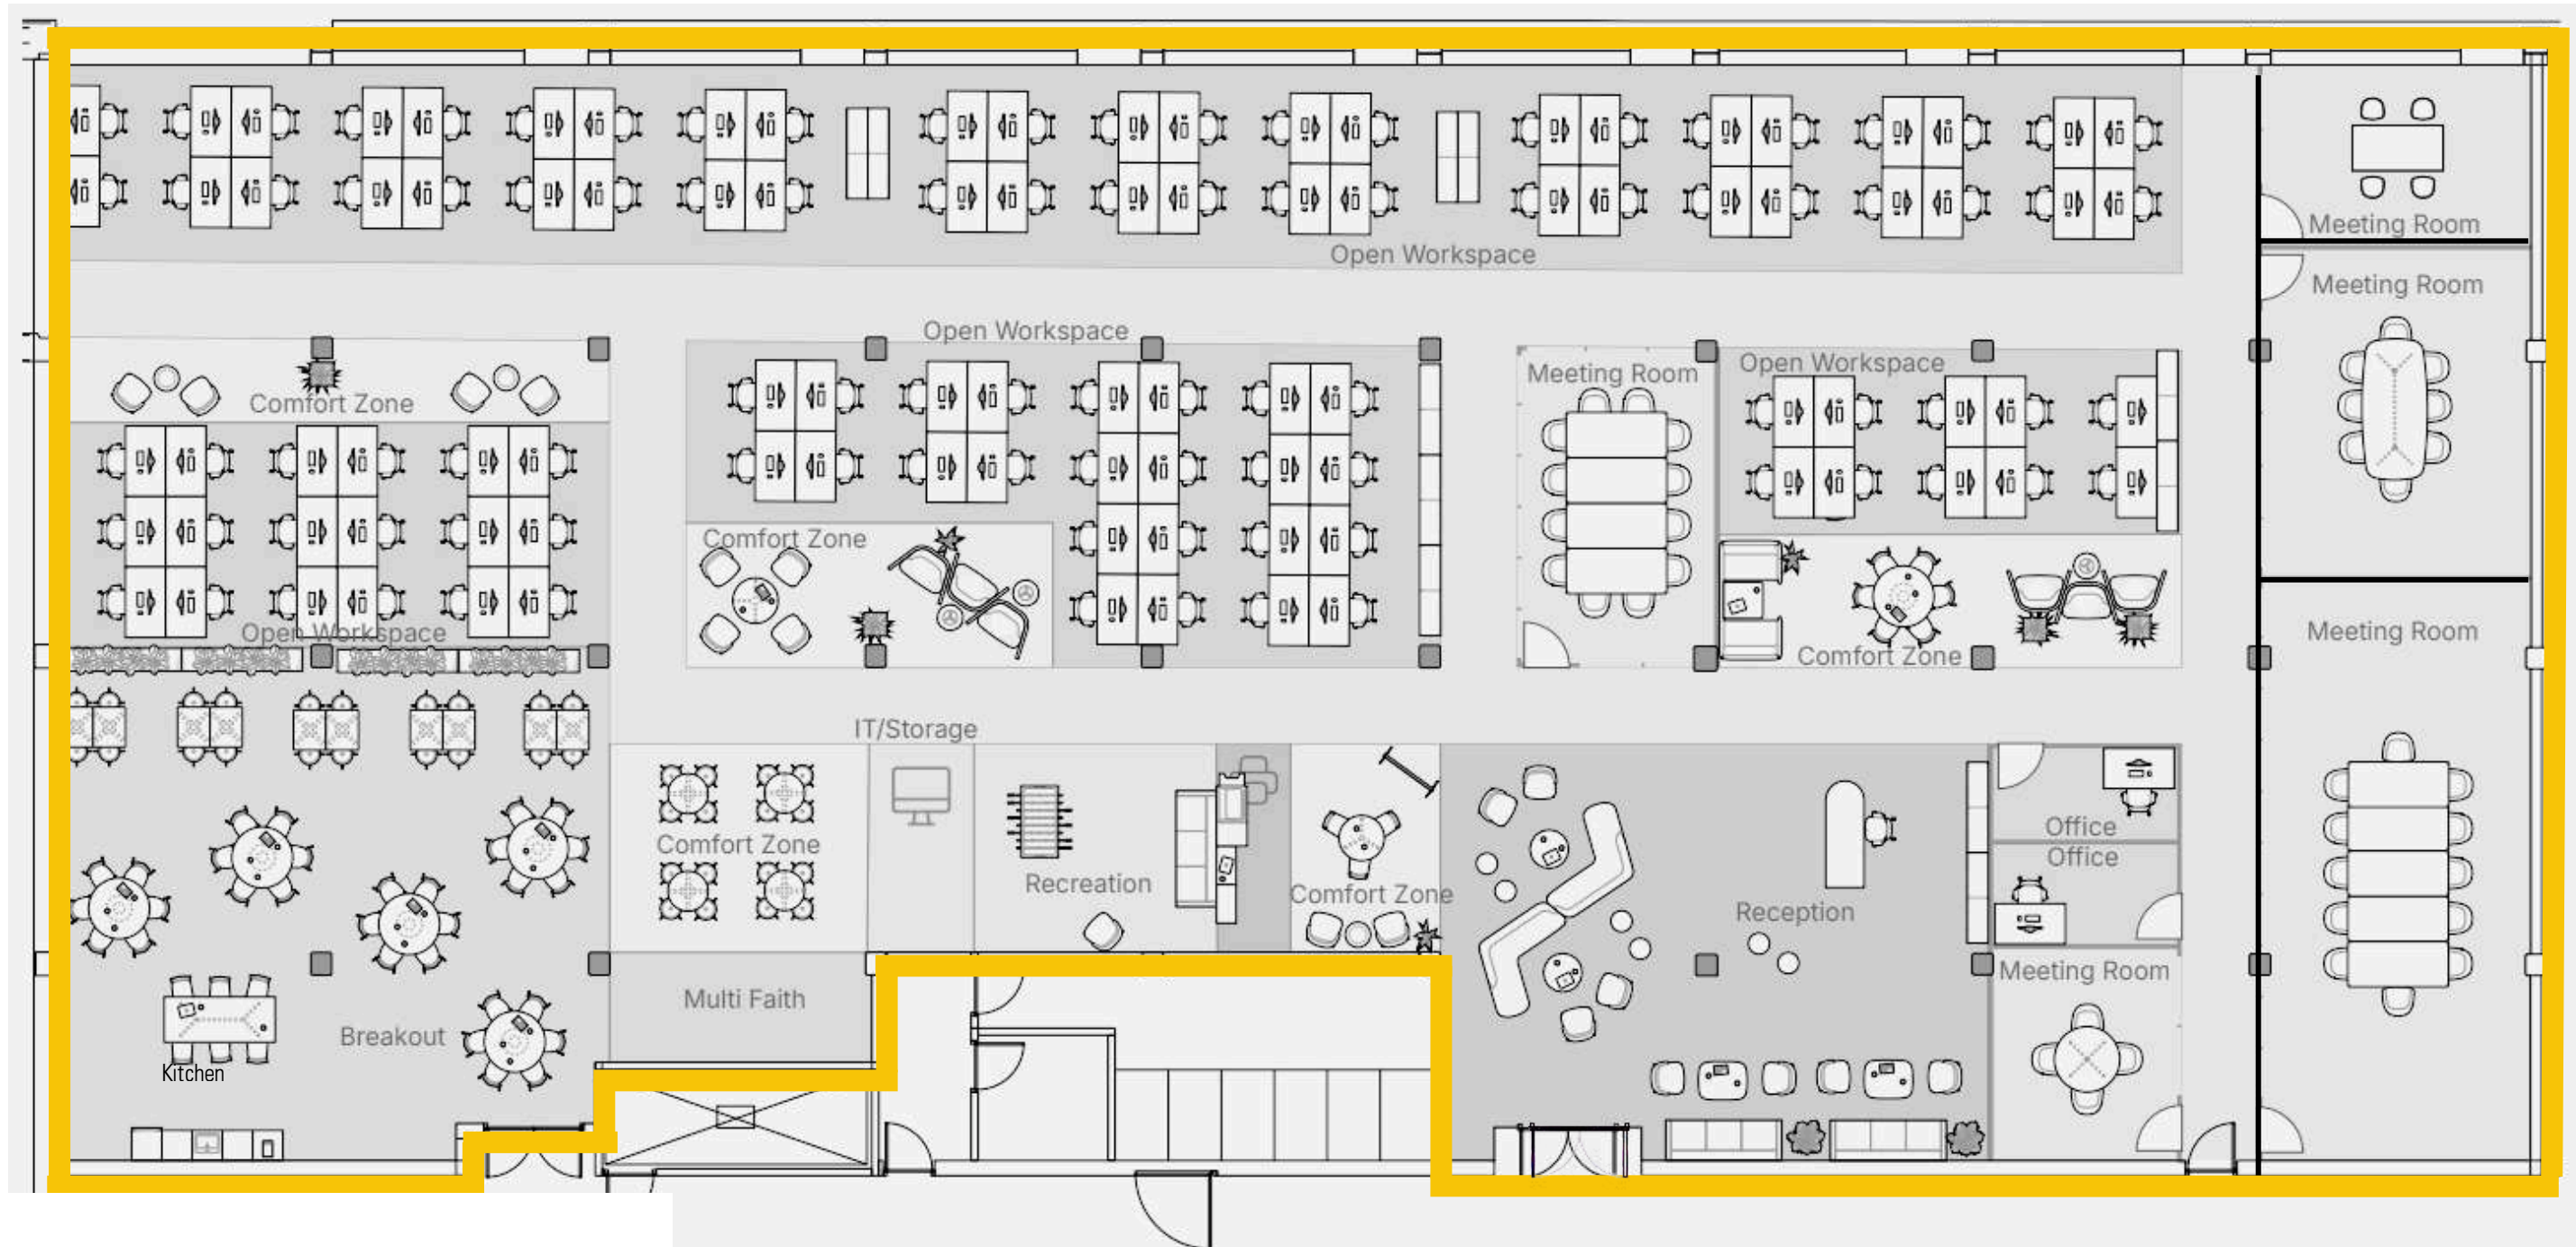 Meeting Room
Open Workspace
Meeting Room
Open Workspace
Meeting Room
Open Workspace
Comfort Zone
Comfort Zone
Open Workspace
Meeting Room
Comfort Zone
IT/Storage
Office
Comfort Zone
Office
Recreation
Comfort Zone
Reception
Meeting Room
Multi Faith
Breakout
Kitchen